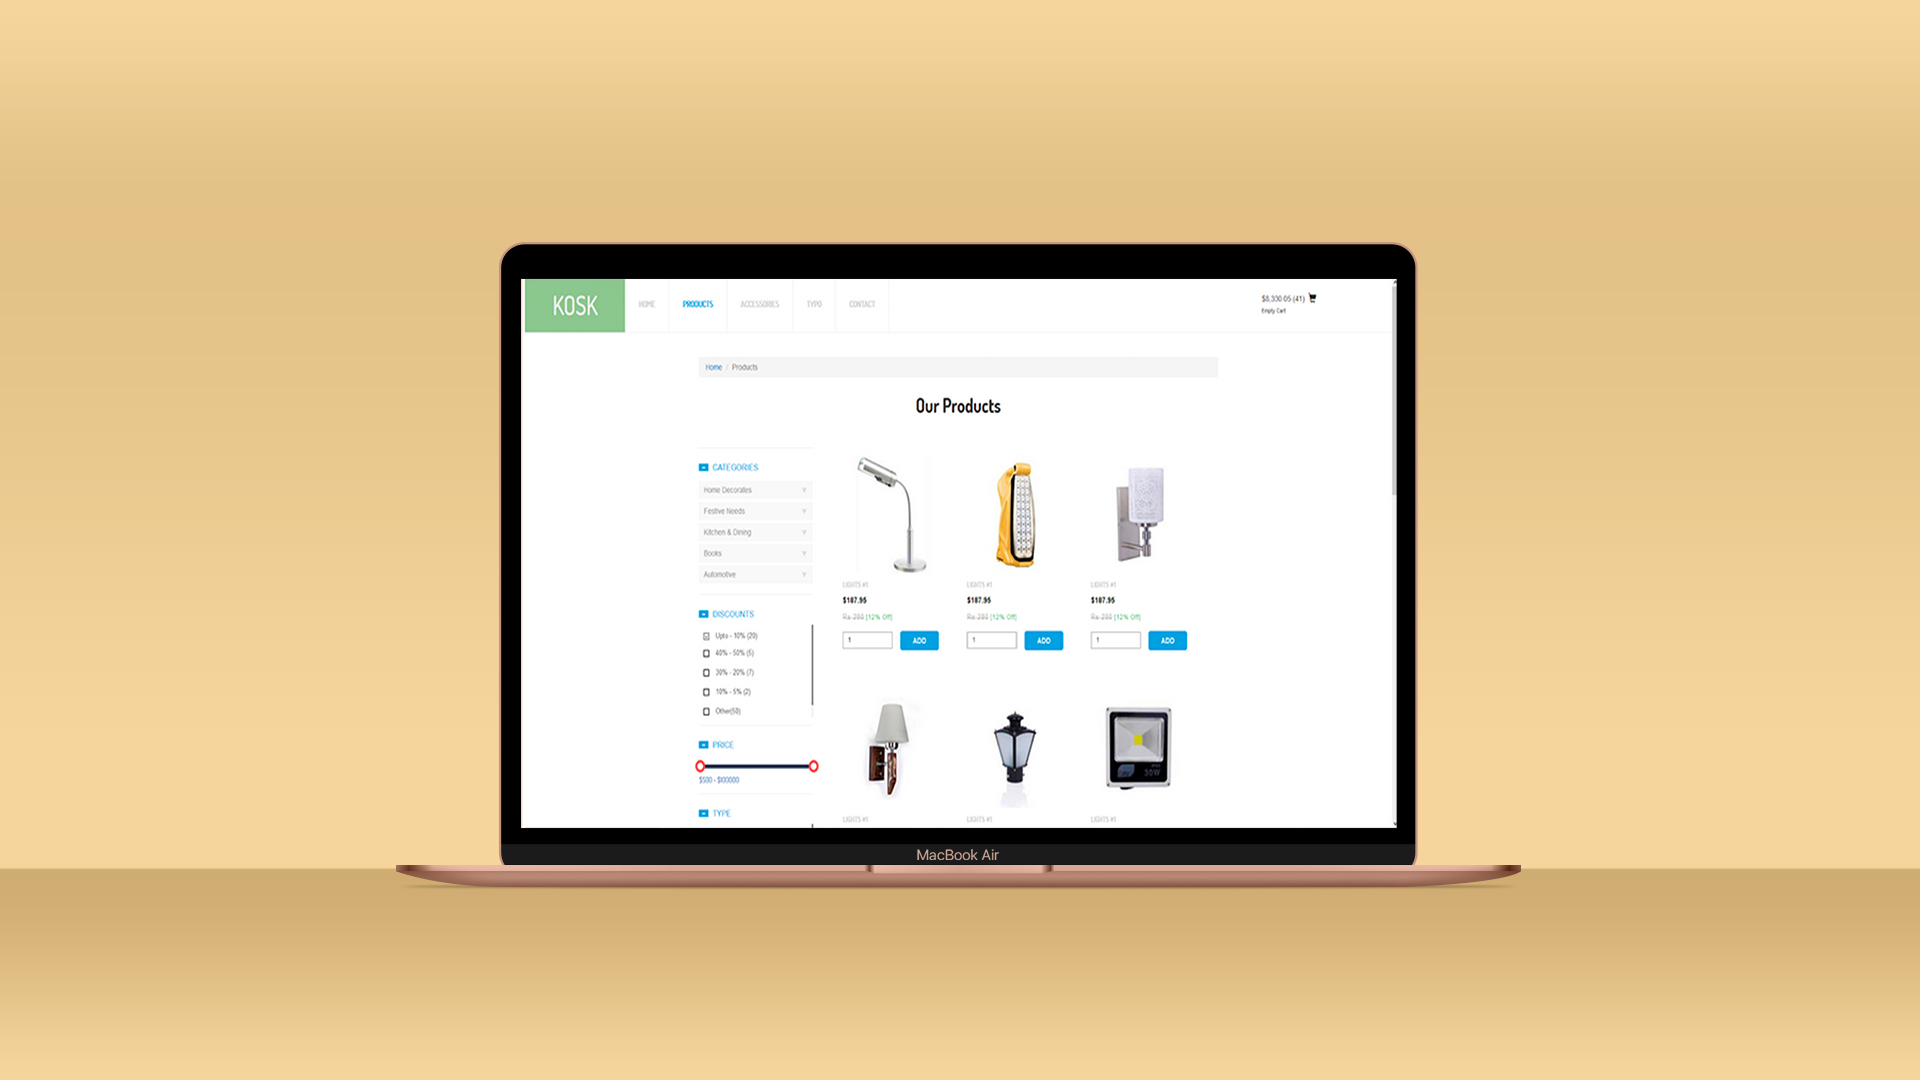 KOSK
HOME
PRODUCTS
ACCESSORIES
TYPO
CONTACT
$8,330.05 (41)
Empty Cart
Home / Products
Our Products
CATEGORIES
Home Decorates
Festive Needs
Kitchen & Dining
Books
Automotive
DISCOUNTS
Upto - 10% (20)
40% - 50% (5)
30% - 20% (7)
10% - 5% (2)
Other(50)
PRICE
$500 - $100000
TYPE
LIGHTS #1
$187.95
Rs 280 [12% Off]
1
ADD
LIGHTS #1
$187.95
Rs 280 [12% Off]
1
ADD
LIGHTS #1
$187.95
Rs 280 [12% Off]
1
ADD
50W
LIGHTS #1
LIGHTS #1
LIGHTS #1
MacBook Air